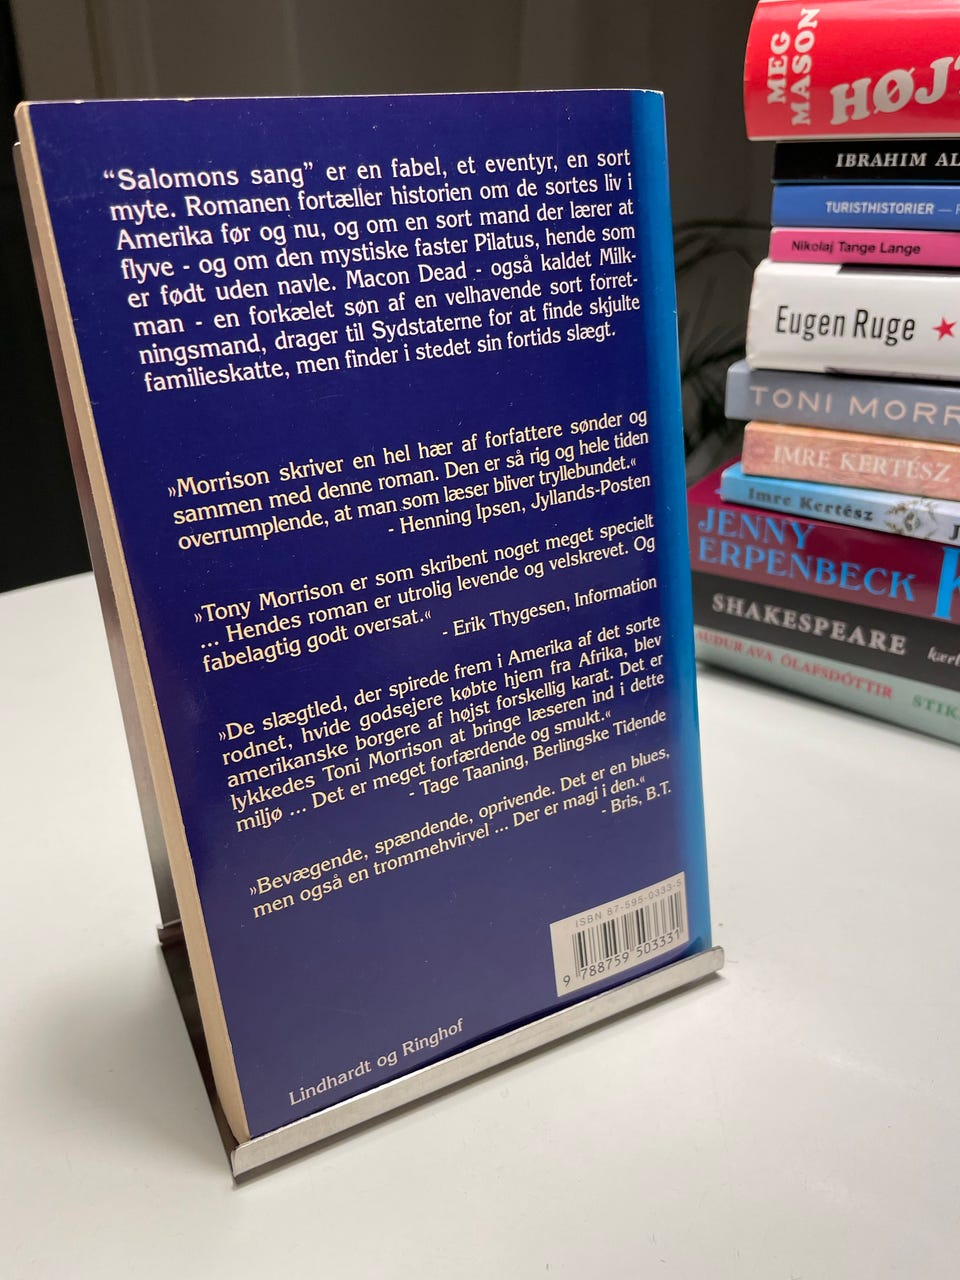 “Salomons sang” er en fabel, et eventyr, en sort
myte. Romanen fortæller historien om de sortes liv i
Amerika før og nu, og om en sort mand der lærer at
flyve - og om den mystiske faster Pilatus, hende som
er født uden navle. Macon Dead - også kaldet Milk-
man - en forkælet søn af en velhavende sort forret-
ningsmand, drager til Sydstaterne for at finde skjulte
familieskatte, men finder i stedet sin fortids slægt.
»Morrison skriver en hel hær af forfattere sønder og
sammen med denne roman. Den er så rig og hele tiden
overrumplende, at man som læser bliver tryllebundet.«
- Henning Ipsen, Jyllands-Posten
»Tony Morrison er som skribent noget meget specielt
... Hendes roman er utrolig levende og velskrevet. Og
fabelagtig godt oversat.«
- Erik Thygesen, Information
»De slægtled, der spirede frem i Amerika af det sorte
rodnet, hvide godsejere købte hjem fra Afrika, blev
amerikanske borgere af højst forskellig karat. Det er
lykkedes Toni Morrison at bringe læseren ind i dette
miljø ... Det er meget forfærdende og smukt.«
- Tage Taaning, Berlingske Tidende
»Bevægende, spændende, oprivende. Det er en blues,
men også en trommehvirvel ... Der er magi i den.«
- Bris, B.T.
ISBN 87-595-0333-5
9 788759 503331
Lindhardt og Ringhof
MEG
MASON
HØJ
IBRAHIM AL
TURISTHISTORIER —
Nikolaj Tange Lange
Eugen Ruge
TONI MORR
IMRE KERTÉSZ
Imre Kertész
JENNY
ERPENBECK
K
SHAKESPEARE
kærl
AUDUR AVA ÓLAFSDÓTTIR
STIK